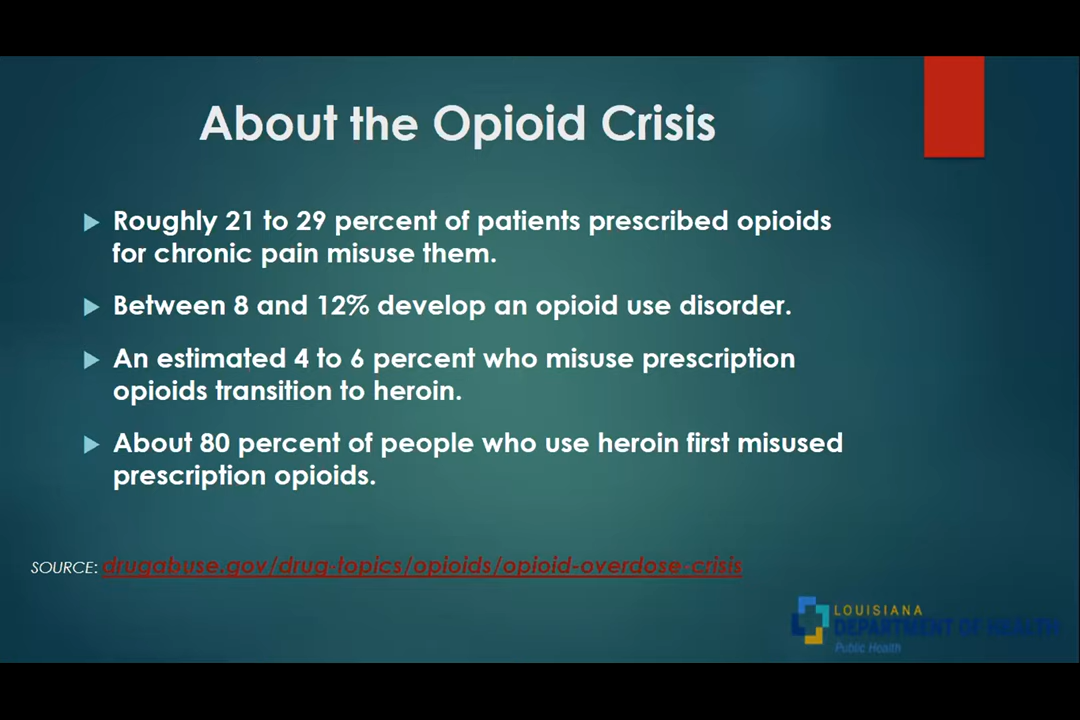 About the Opioid Crisis
Roughly 21 to 29 percent of patients prescribed opioids
for chronic pain misuse them.
Between 8 and 12% develop an opioid use disorder.
An estimated 4 to 6 percent who misuse prescription
opioids transition to heroin.
About 80 percent of people who use heroin first misused
prescription opioids.
SOURCE: drugabuse.gov/drug-topics/opioids/opioid-overdose-crisis
LOUISIANA
DEPARTMENT OF HEALTH
Public Health